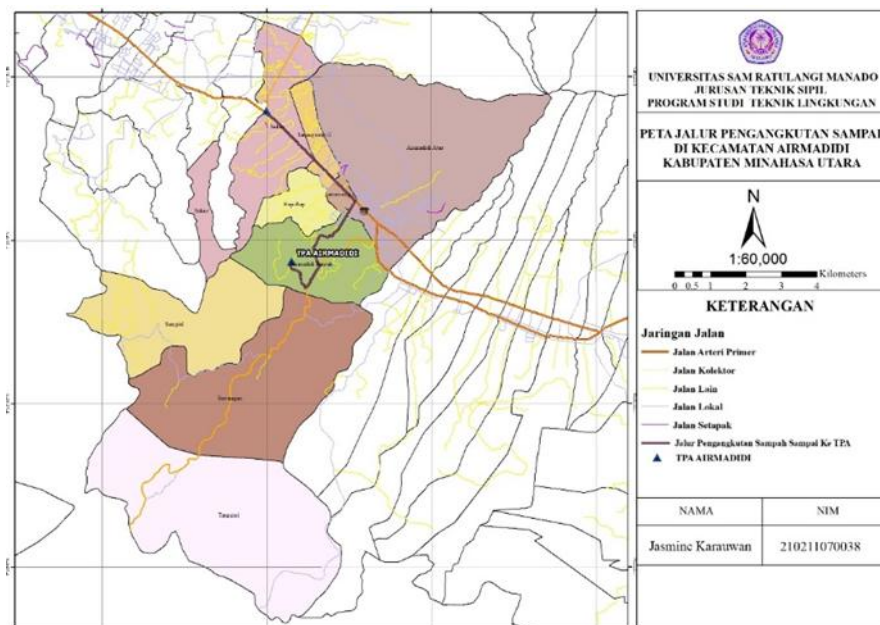 UNIVERSITAS SAM RATULANGI MANADO
JURUSAN TEKNIK SIPIL
PROGRAM STUDI TEKNIK LINGKUNGAN
PETA JALUR PENGANGKUTAN SAMPAH
DI KECAMATAN AIRMADIDI
KABUPATEN MINAHASA UTARA
N
1:60,000
Kilometers
0 0.5 1 2 3 4
KETERANGAN
Jaringan Jalan
Jalan Arteri Primer
Jalan Kolektor
Jalan Lain
Jalan Lokal
Jalan Setapak
Jalur Pengangkutan Sampah Sampai Ke TPA
TPA AIRMADIDI
NAMA NIM
Jasmine Karauwan 210211070038
TPA AIRMADIDI